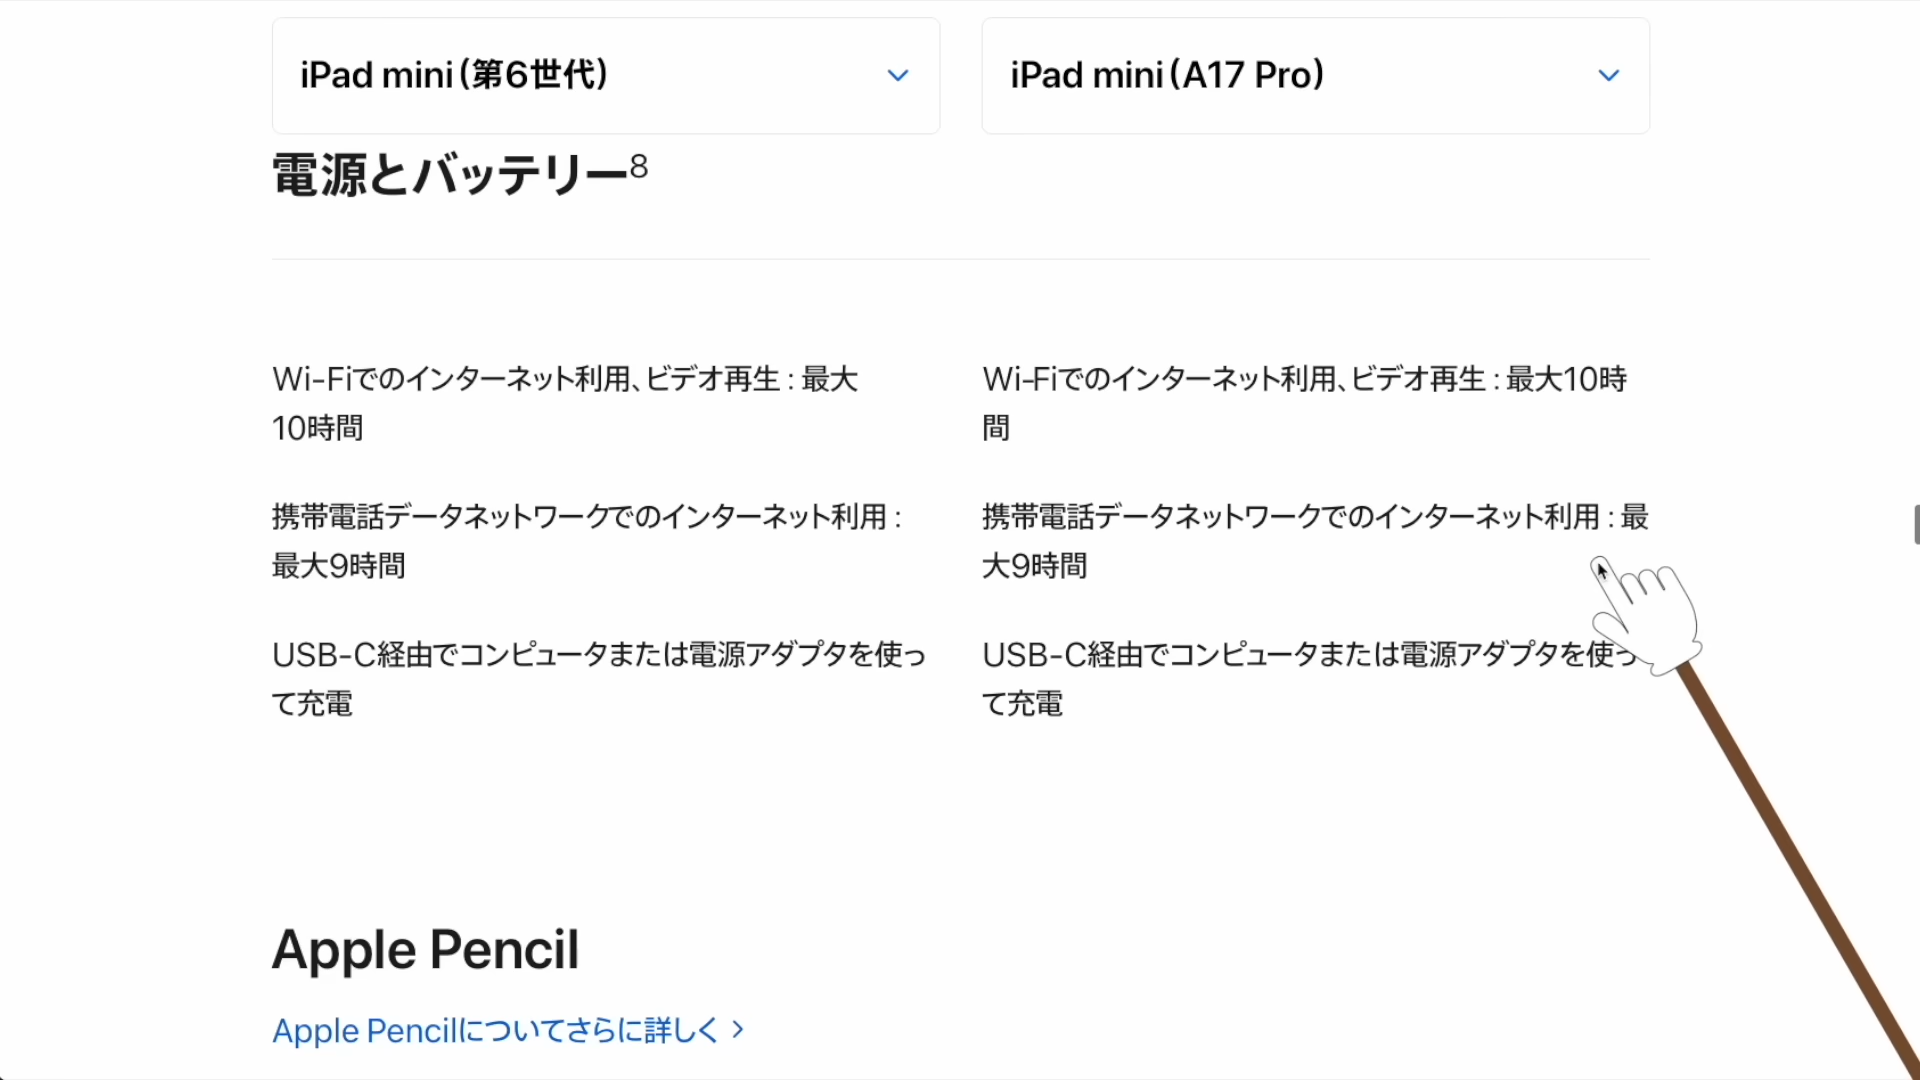 iPad mini(第6世代)
iPad mini(A17 Pro)
電源とバッテリー8
Wi-Fiでのインターネット利用、ビデオ再生:最大
10時間
携帯電話データネットワークでのインターネット利用:
最大9時間
USB-C経由でコンピュータまたは電源アダプタを使っ
て充電
Wi-Fiでのインターネット利用、ビデオ再生:最大10時
間
携帯電話データネットワークでのインターネット利用:最
大9時間
USB-C経由でコンピュータまたは電源アダプタを使っ
て充電
Apple Pencil
Apple Pencilについてさらに詳しく >